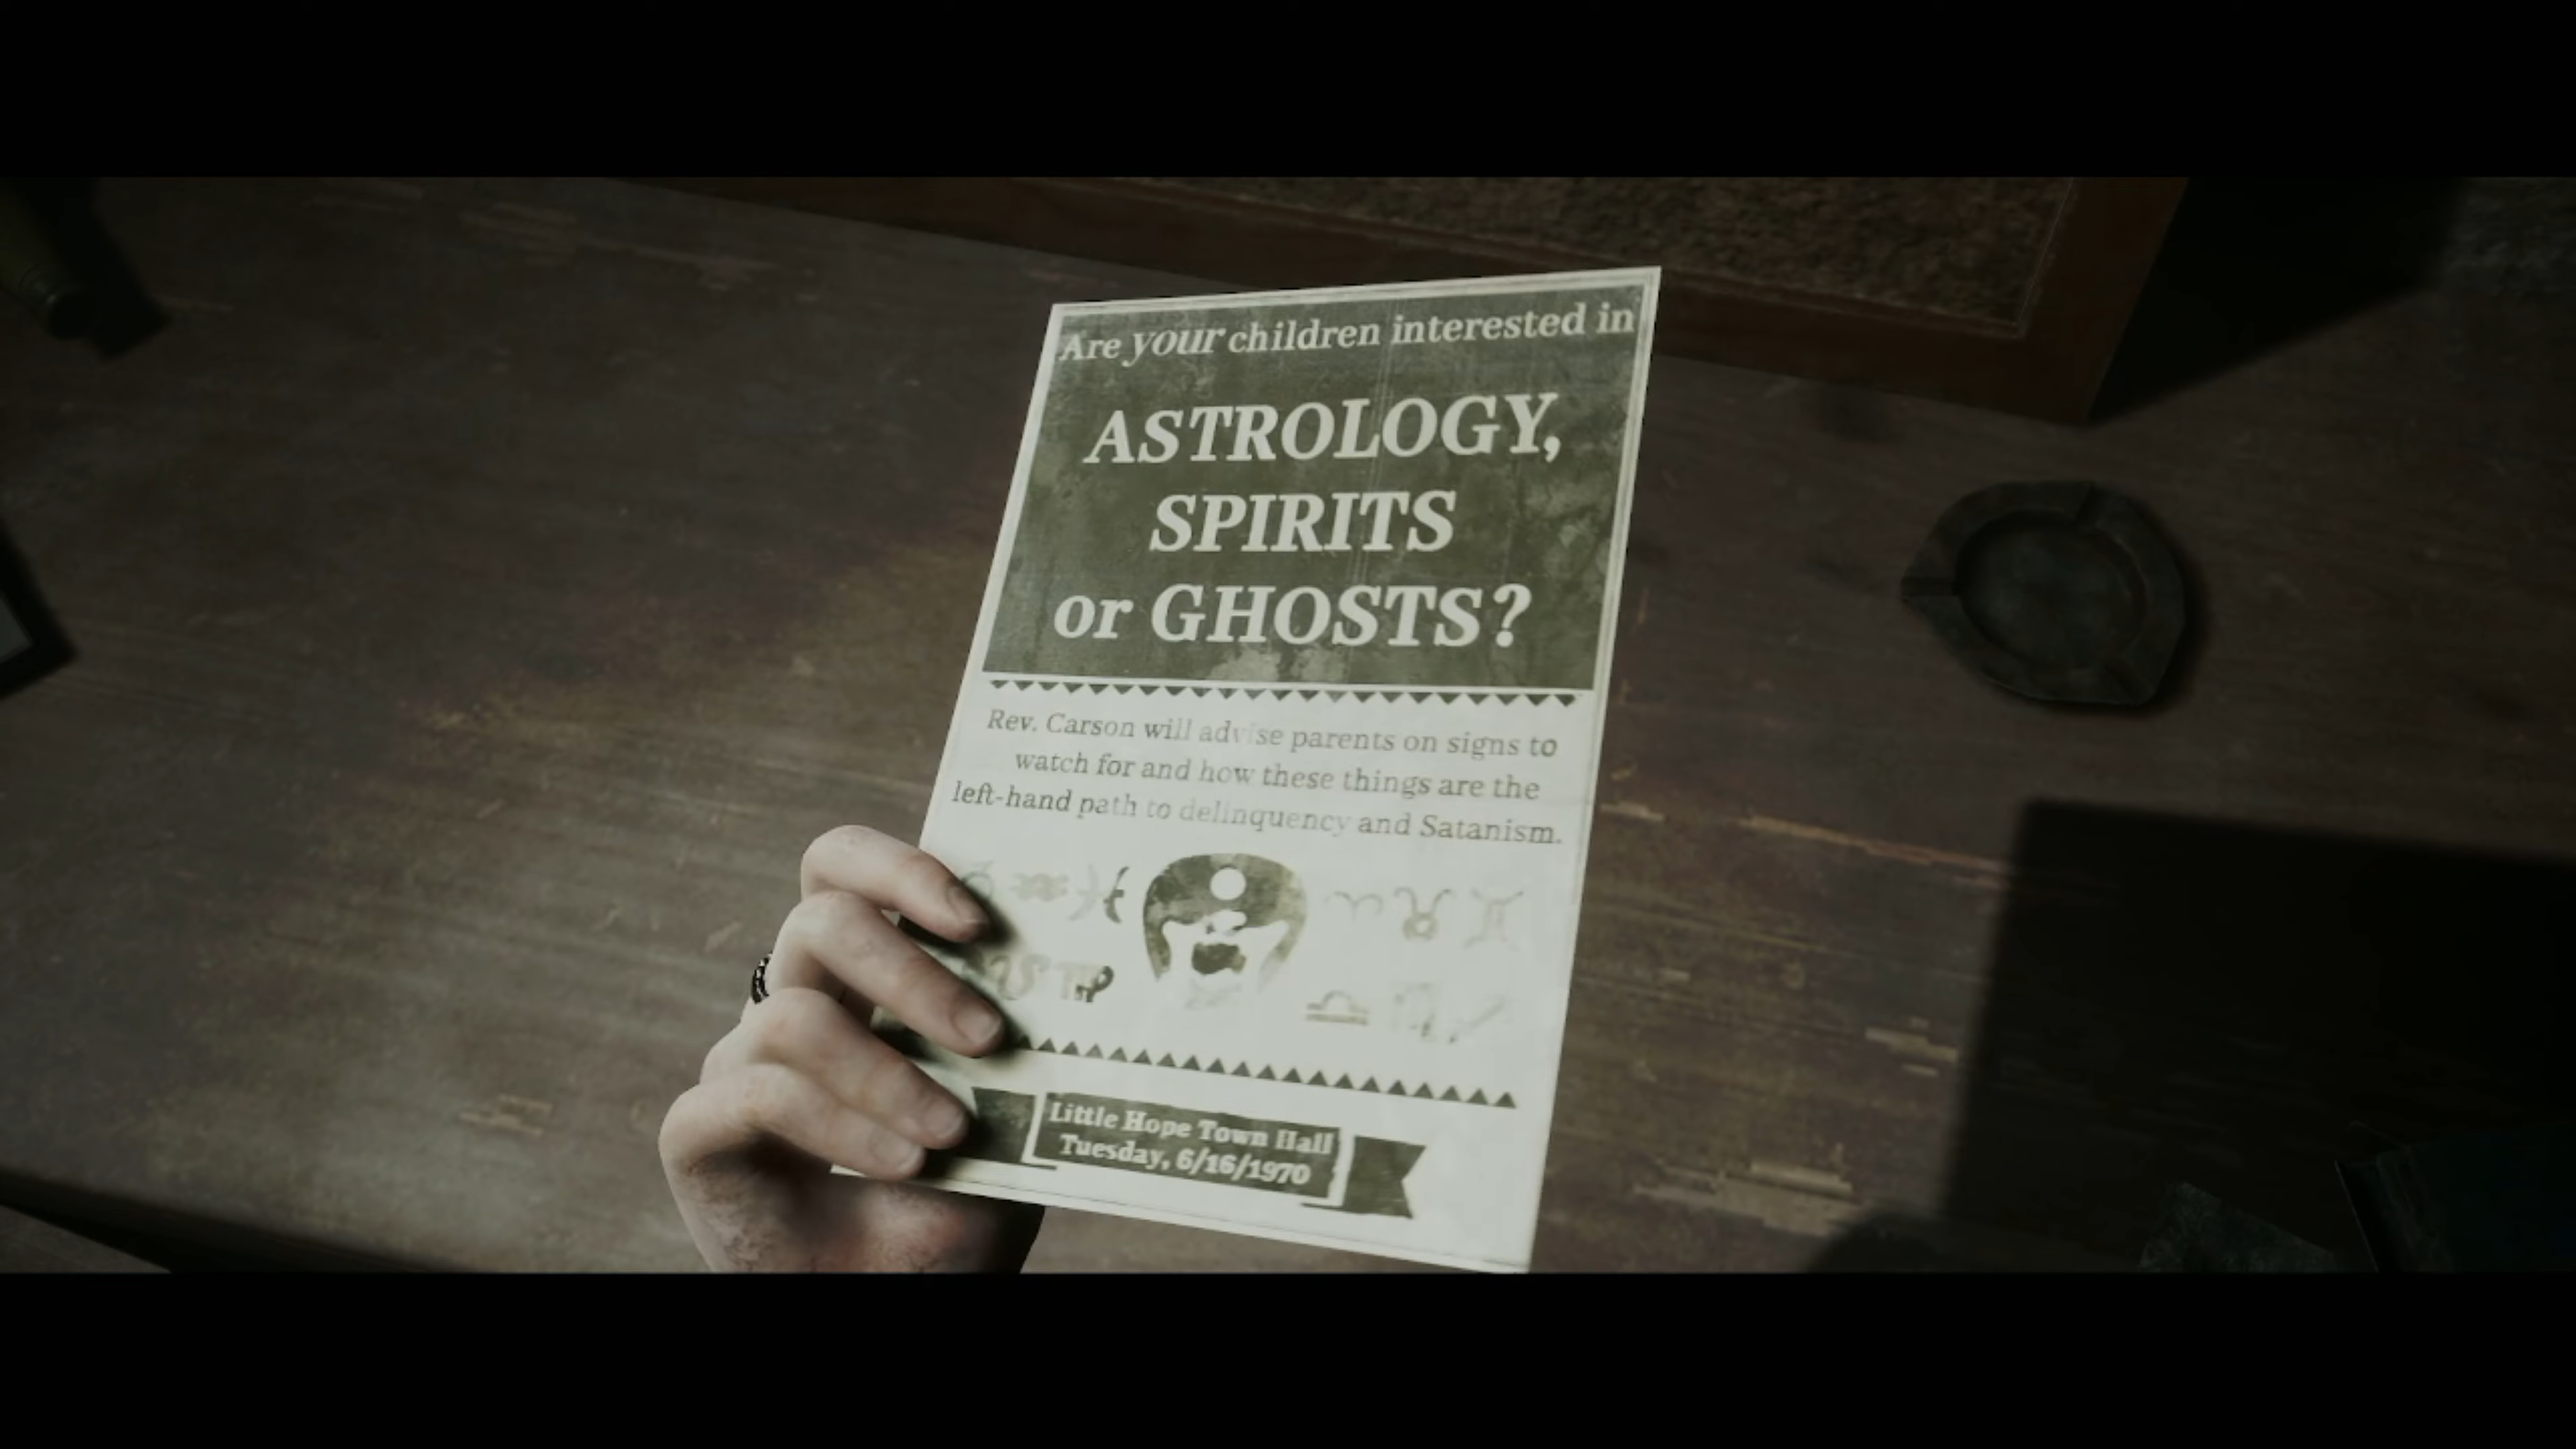 Are your children interested in
ASTROLOGY,
SPIRITS
or GHOSTS?
Rev. Carson will advise parents on signs to
watch for and how these things are the
left-hand path to delinquency and Satanism.
Little Hope Town Hall
Tuesday, 6/16/1970